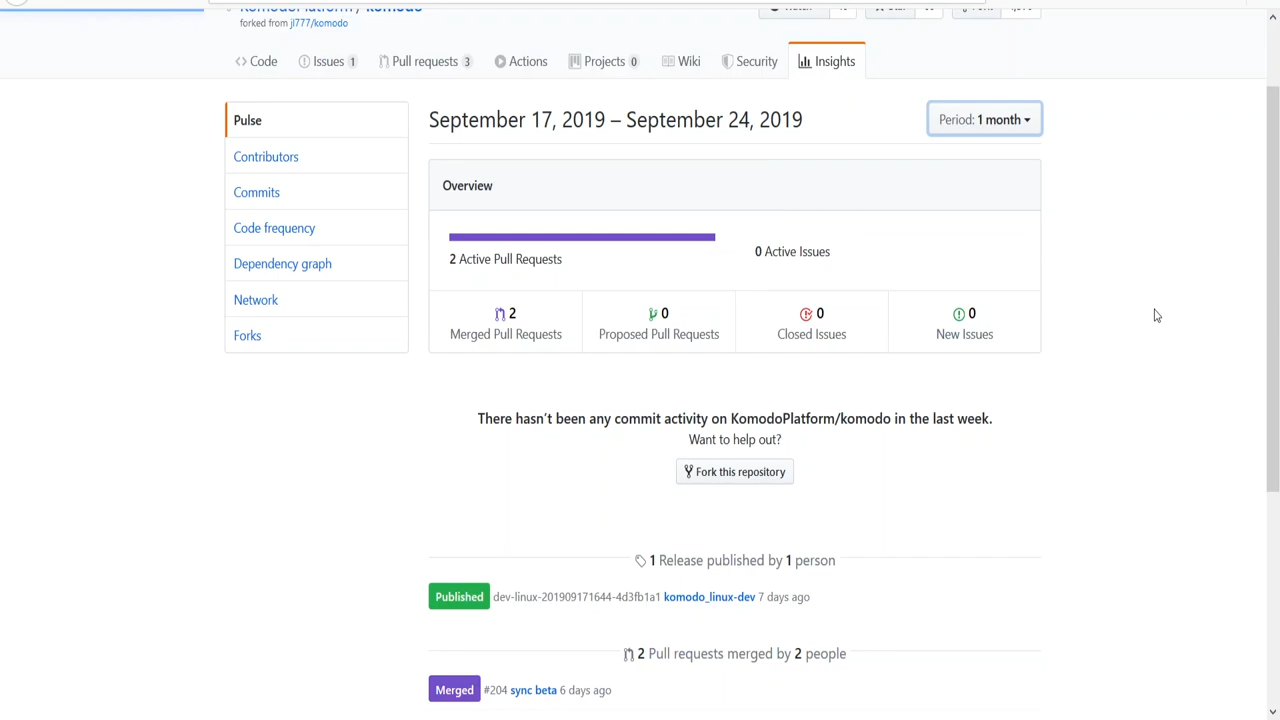 KomodoPlatform / komodo
forked from jl777/komodo
Code
Issues 1
Pull requests 3
Actions
Projects 0
Wiki
Security
Insights
Pulse
Contributors
Commits
Code frequency
Dependency graph
Network
Forks
September 17, 2019 – September 24, 2019
Period: 1 month
Overview
2 Active Pull Requests
0 Active Issues
2
Merged Pull Requests
0
Proposed Pull Requests
0
Closed Issues
0
New Issues
There hasn’t been any commit activity on KomodoPlatform/komodo in the last week.
Want to help out?
Fork this repository
1 Release published by 1 person
Published dev-linux-201909171644-4d3fb1a1 komodo_linux-dev 7 days ago
2 Pull requests merged by 2 people
Merged #204 sync beta 6 days ago